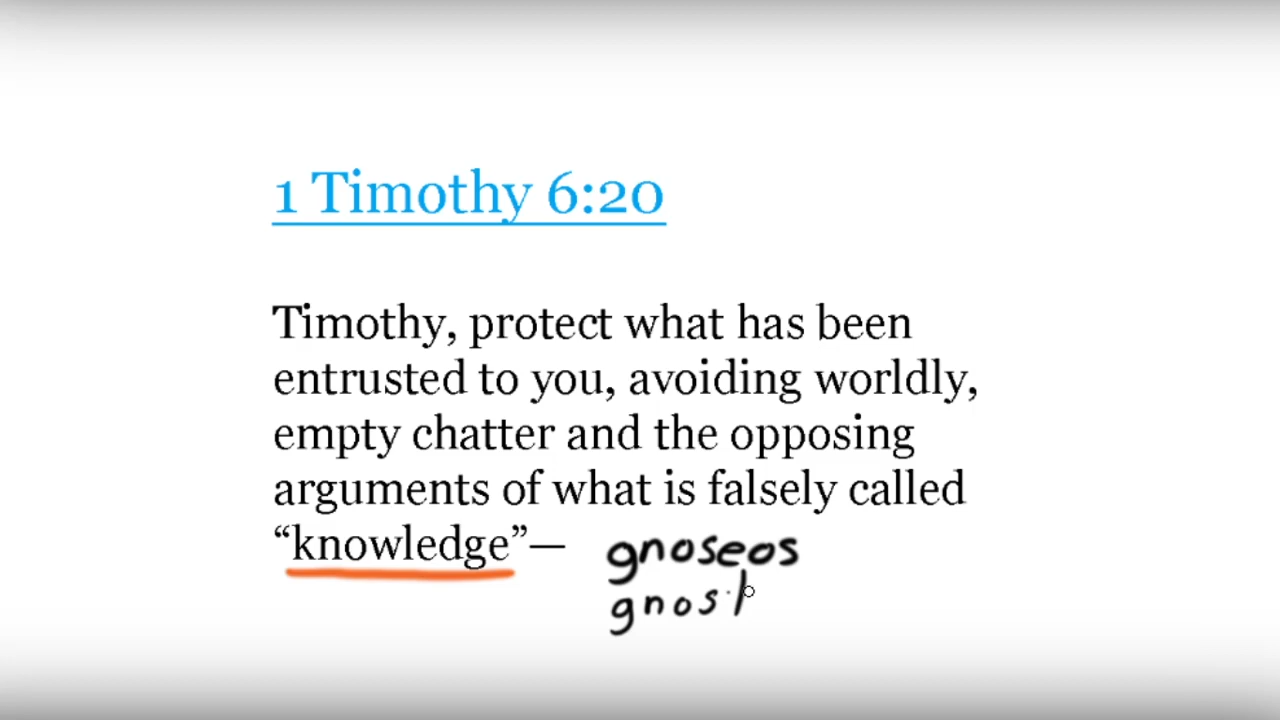 1 Timothy 6:20
Timothy, protect what has been
entrusted to you, avoiding worldly,
empty chatter and the opposing
arguments of what is falsely called
“knowledge”— gnoseos
gnos